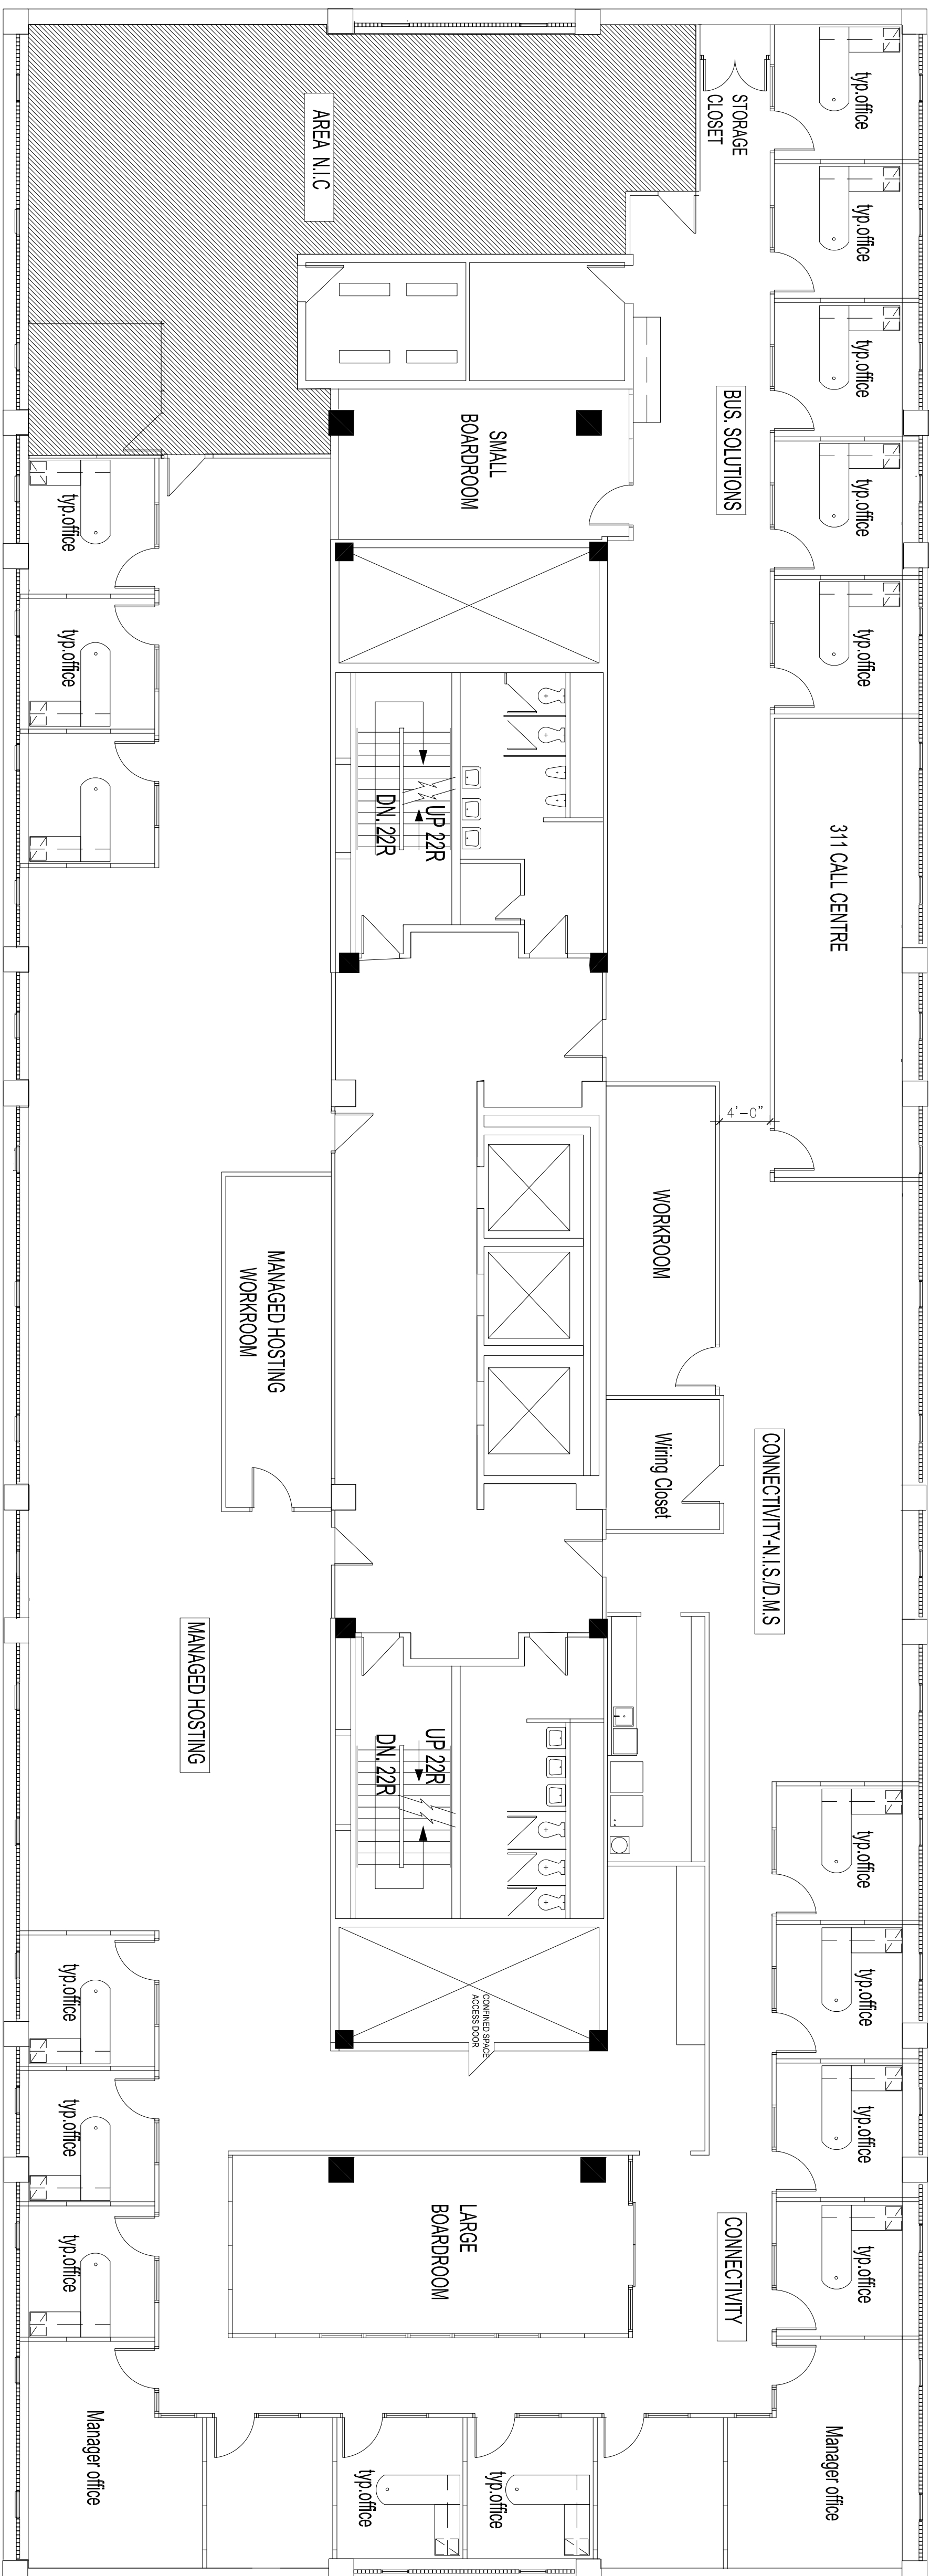 typ.office
typ.office
typ.office
typ.office
typ.office
STORAGE
CLOSET
AREA N.I.C
BUS. SOLUTIONS
SMALL
BOARDROOM
typ.office
typ.office
311 CALL CENTRE
UP 22R
DN. 22R
4'-0"
WORKROOM
MANAGED HOSTING
WORKROOM
Wiring Closet
CONNECTIVITY-N.I.S./D.M.S
MANAGED HOSTING
UP 22R
DN. 22R
typ.office
typ.office
typ.office
typ.office
CONFINED SPACE
ACCESS DOOR
typ.office
typ.office
typ.office
LARGE
BOARDROOM
CONNECTIVITY
Manager office
Manager office
typ.office
typ.office